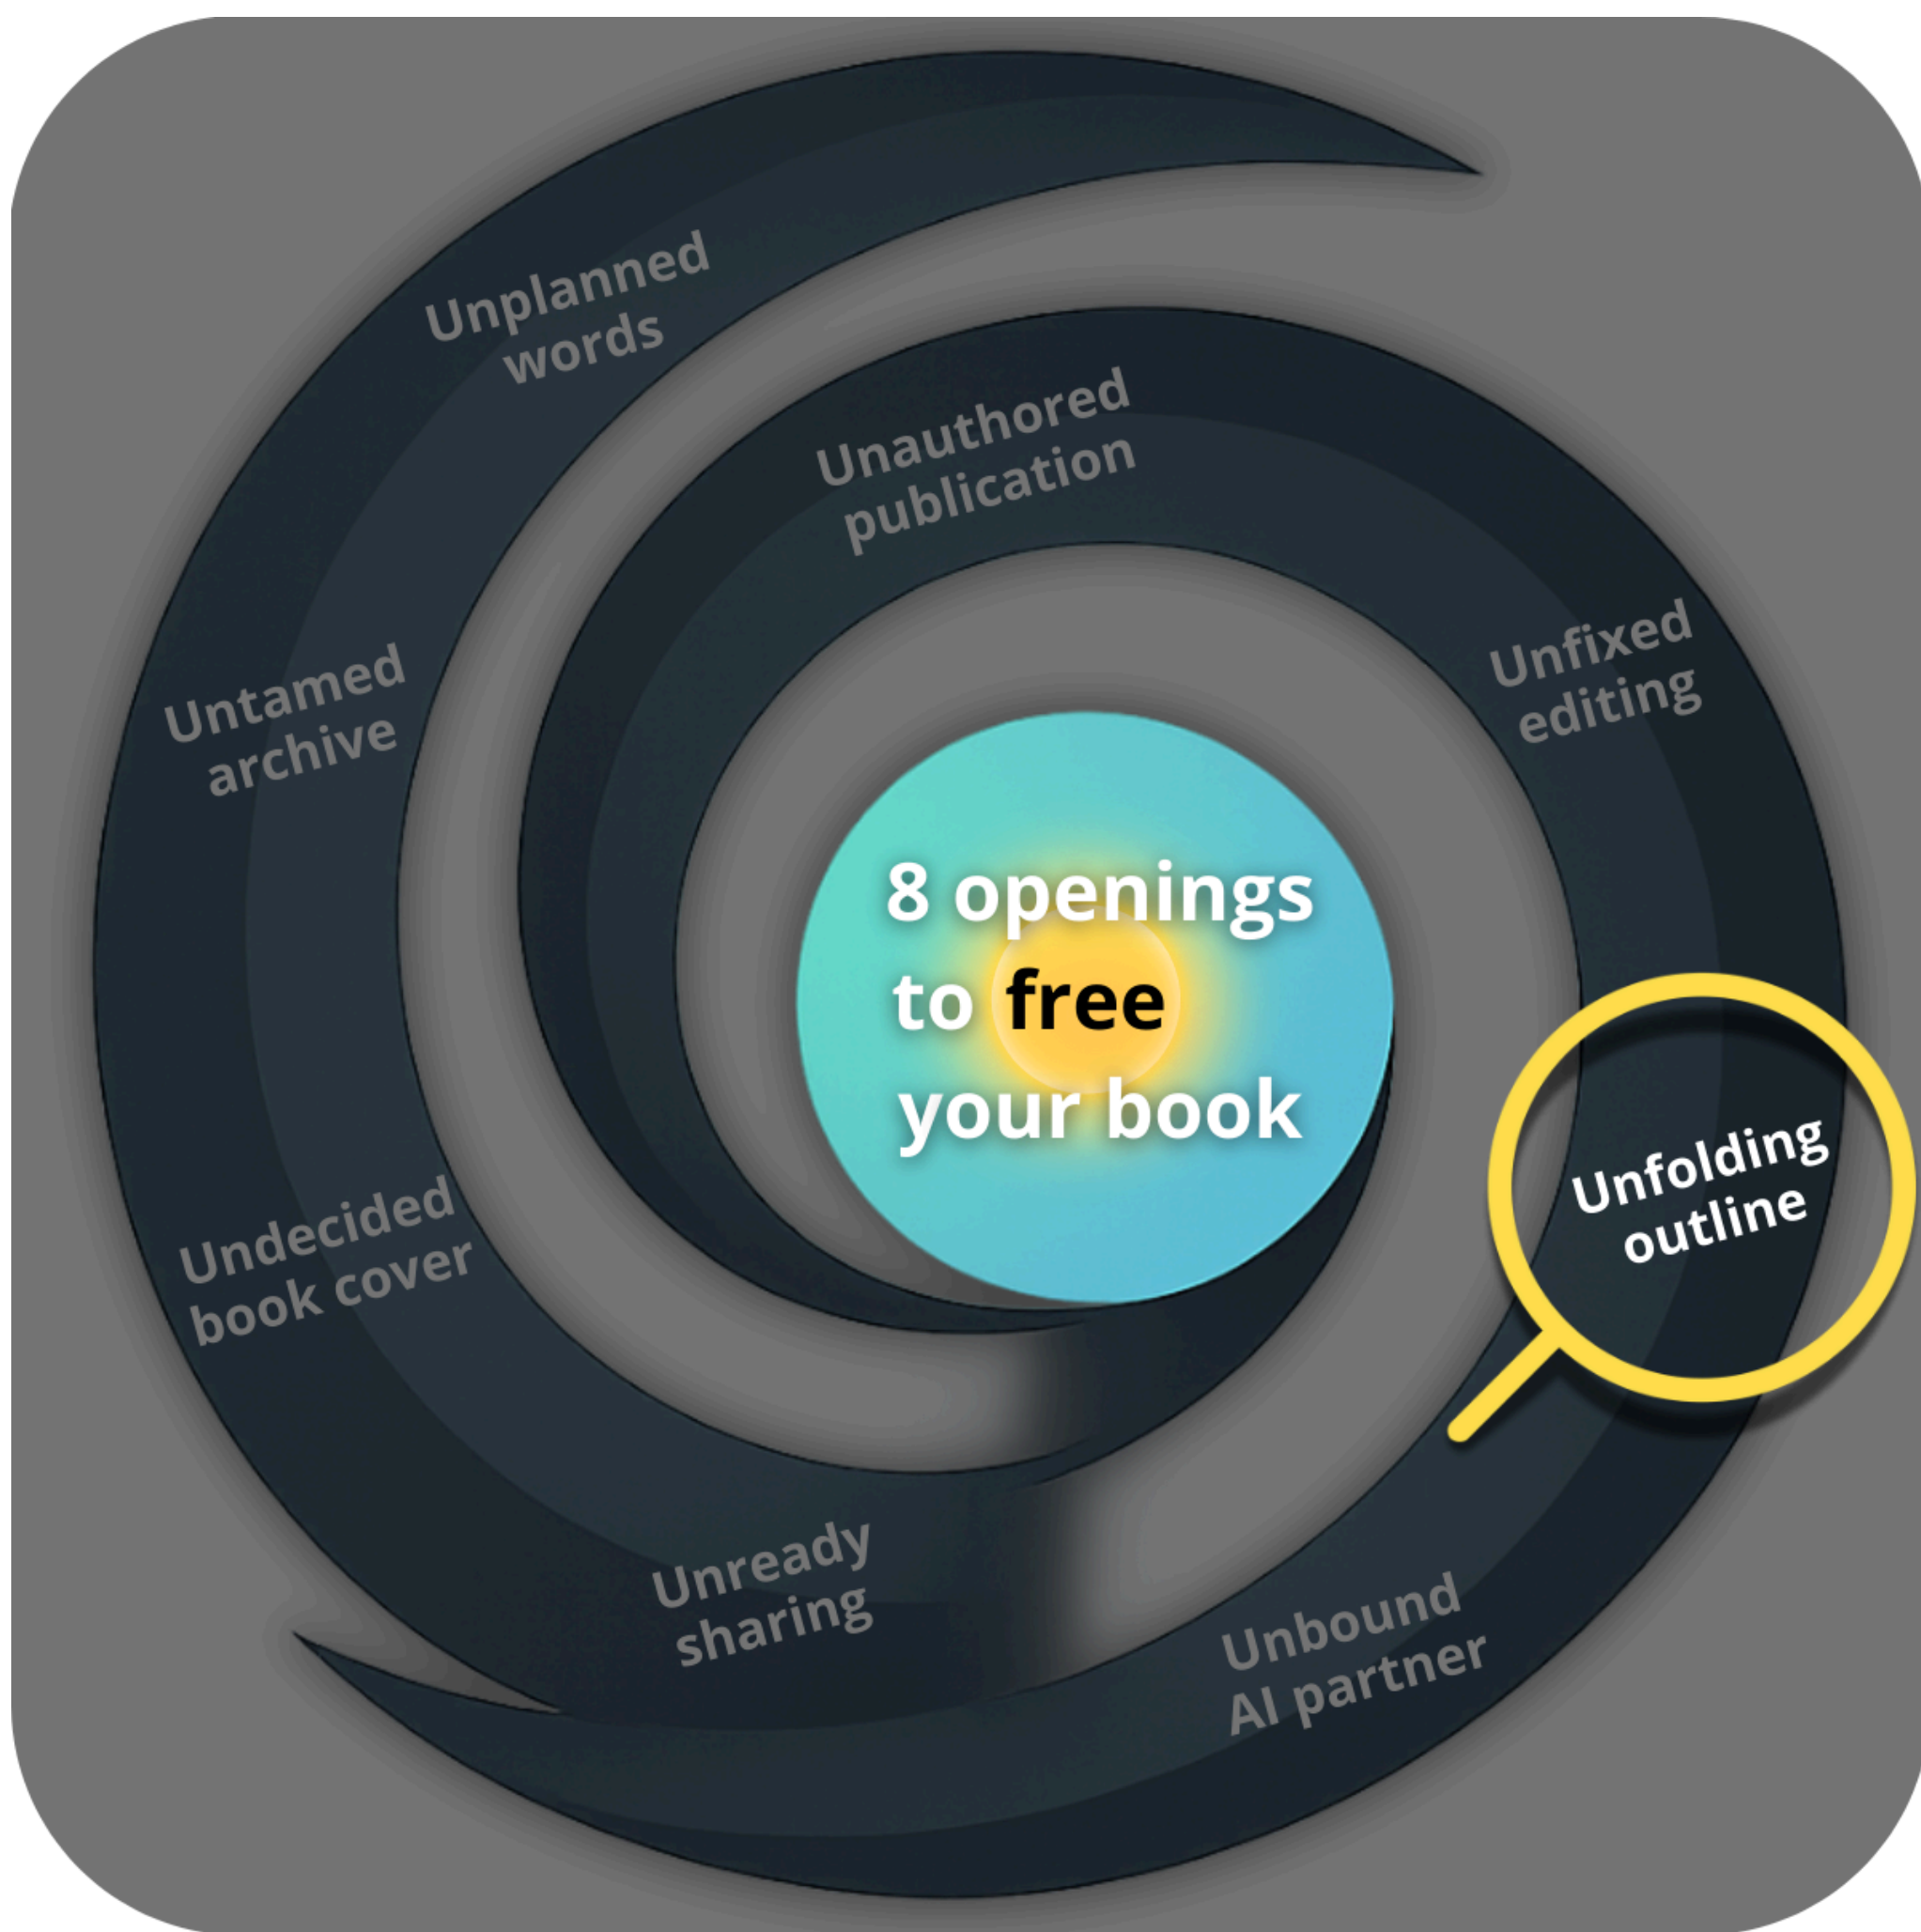 Unplanned
words
Unauthored
publication
Unfixed
editing
Untamed
archive
8 openings
to free
your book
Unfolding
outline
Undecided
book cover
Unready
sharing
Unbound
AI partner